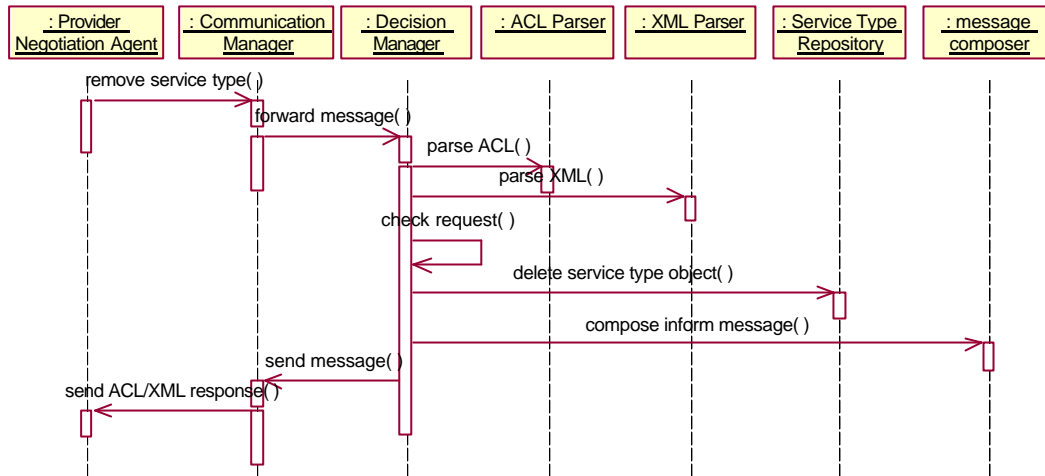 : Provider
Negotiation Agent
: Communication
Manager
: Decision
Manager
: ACL Parser
: XML Parser
: Service Type
Repository
: message
composer
remove service type( )
forward message( )
parse ACL( )
parse XML( )
check request( )
delete service type object( )
compose inform message( )
send message( )
send ACL/XML response( )